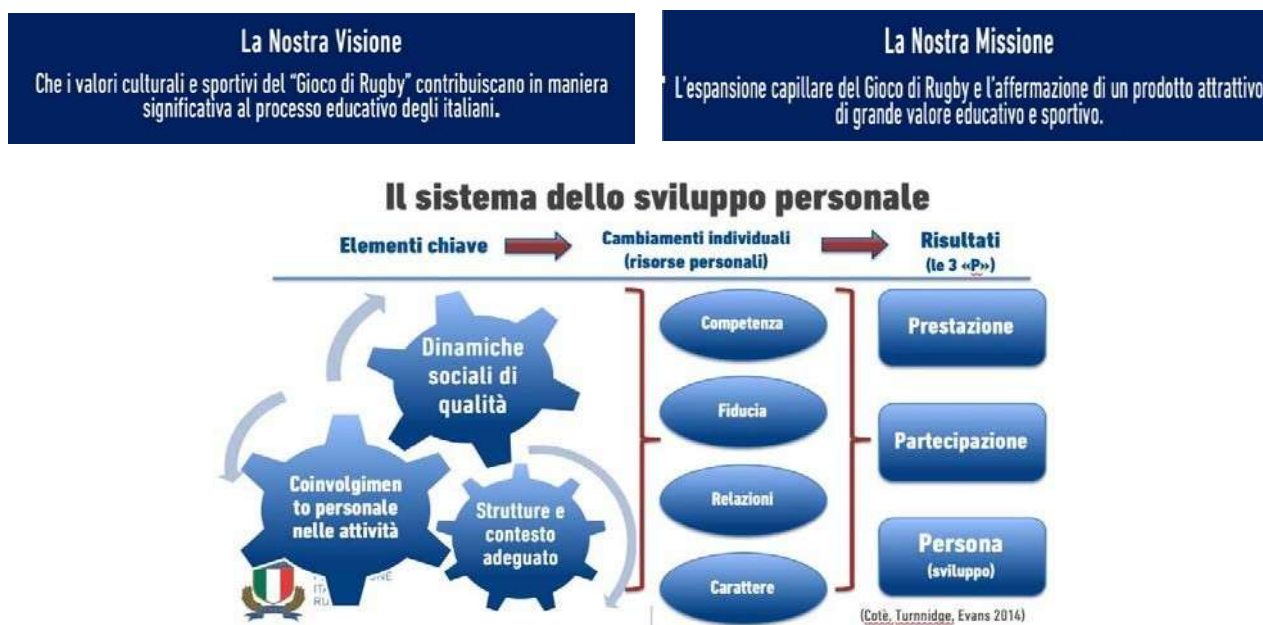 La Nostra Visione
Che i valori culturali e sportivi del “Gioco di Rugby” contribuiscano in maniera
significativa al processo educativo degli italiani.
La Nostra Missione
L’espansione capillare del Gioco di Rugby e l’affermazione di un prodotto attrattivo
di grande valore educativo e sportivo.
Il sistema dello sviluppo personale
Elementi chiave
Cambiamenti individuali
(risorse personali)
Risultati
(le 3 «P»)
Dinamiche
sociali di
qualità
Coinvolgimen
to personale
nelle attività
Strutture e
contesto
adeguato
Competenza
Fiducia
Relazioni
Carattere
Prestazione
Partecipazione
Persona
(sviluppo)
(Cotè, Turnnidge, Evans 2014)